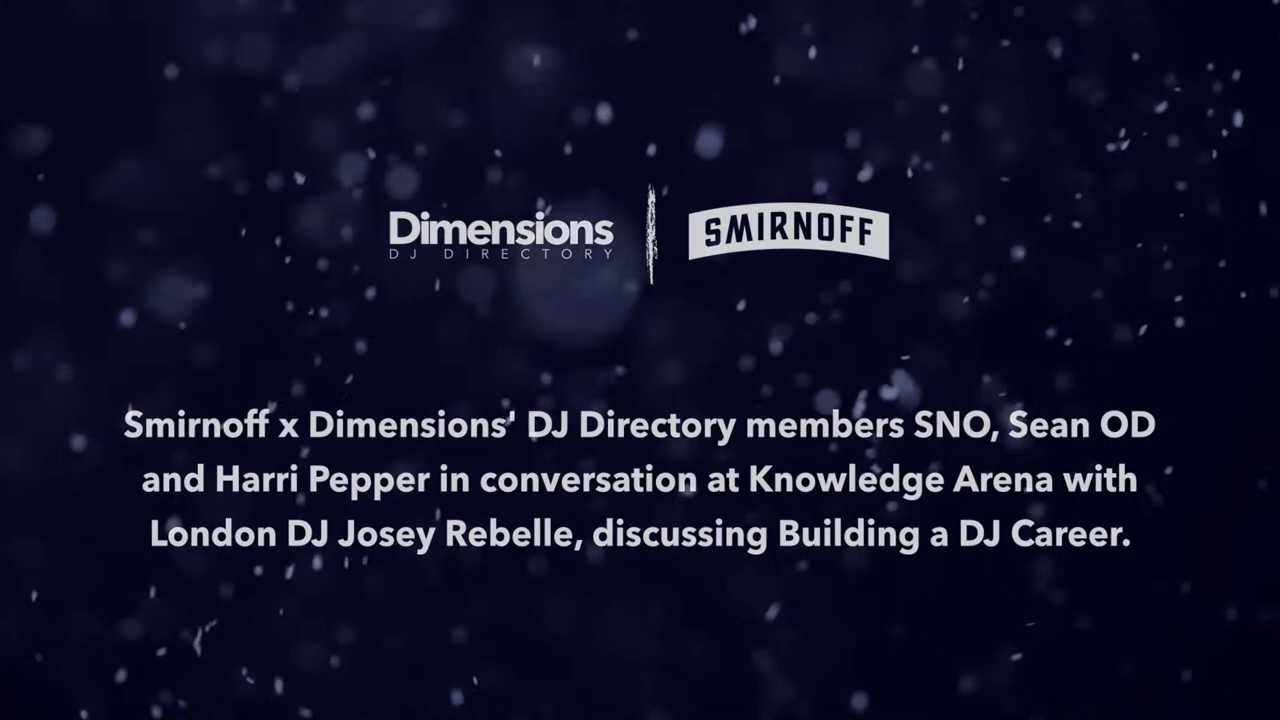 Dimensions
DJ DIRECTORY
SMIRNOFF
Smirnoff x Dimensions' DJ Directory members SNO, Sean OD
and Harri Pepper in conversation at Knowledge Arena with
London DJ Josey Rebelle, discussing Building a DJ Career.